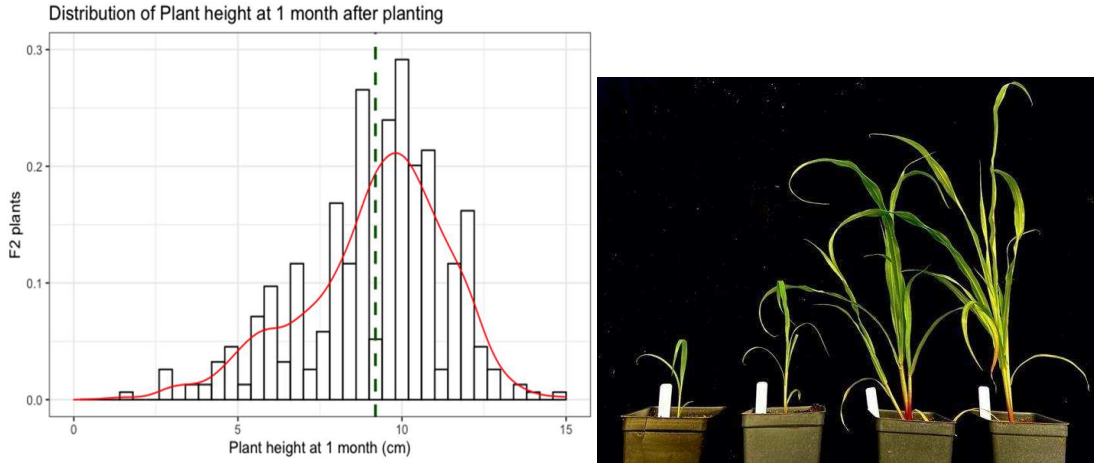 Distribution of Plant height at 1 month after planting
0.3
0.2
0.1
0.0
F2 plants
0
5
10
15
Plant height at 1 month (cm)